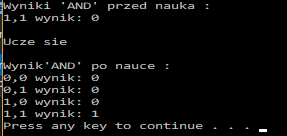 Wyniki 'AND' przed nauka :
1,1 wynik: 0
Ucze sie
Wynik'AND' po nauce :
0,0 wynik: 0
0,1 wynik: 0
1,0 wynik: 0
1,1 wynik: 1
Press any key to continue . . .